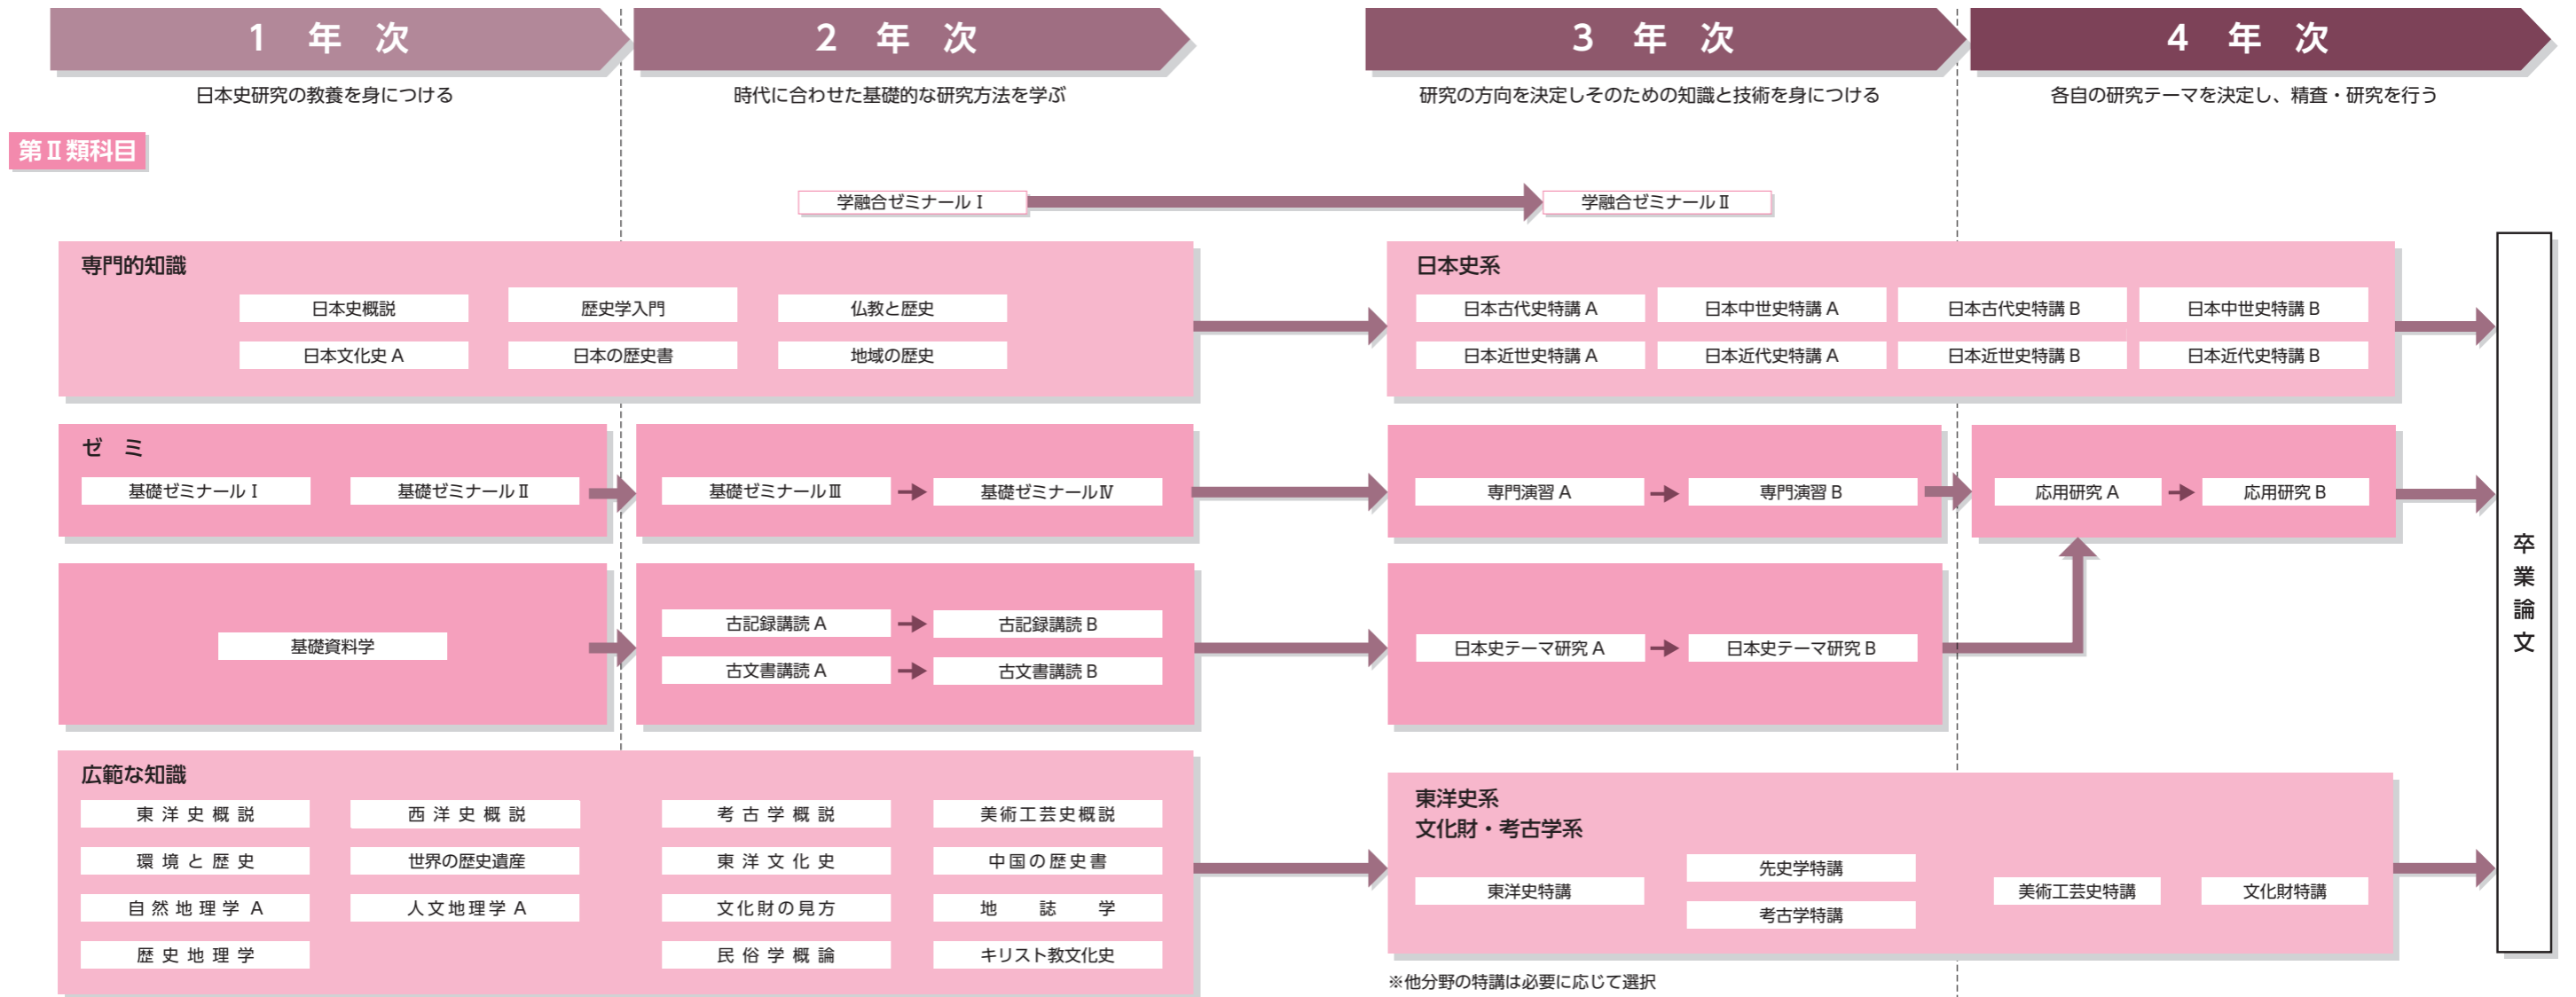 1 年 次
2 年 次
3 年 次
4 年 次
日本史研究の教養を身につける
時代に合わせた基礎的な研究方法を学ぶ
研究の方向を決定しそのための知識と技術を身につける
各自の研究テーマを決定し、精査・研究を行う
第Ⅱ類科目
学融合ゼミナールⅠ
学融合ゼミナールⅡ
専門的知識
日本史概説
歴史学入門
仏教と歴史
日本文化史 A
日本の歴史書
地域の歴史
日本史系
日本古代史特講 A
日本中世史特講 A
日本古代史特講 B
日本中世史特講 B
日本近世史特講 A
日本近代史特講 A
日本近世史特講 B
日本近代史特講 B
ゼ ミ
基礎ゼミナールⅠ
基礎ゼミナールⅡ
基礎ゼミナールⅢ
基礎ゼミナールⅣ
専門演習 A
専門演習 B
応用研究 A
応用研究 B
基礎資料学
古記録講読 A
古記録講読 B
古文書講読 A
古文書講読 B
日本史テーマ研究 A
日本史テーマ研究 B
広範な知識
東洋史概説
西洋史概説
考古学概説
美術工芸史概説
環境と歴史
世界の歴史遺産
東洋文化史
中国の歴史書
自然地理学 A
人文地理学 A
文化財の見方
地誌学
歴史地理学
民俗学概論
キリスト教文化史
東洋史系
文化財・考古学系
東洋史特講
先史学特講
考古学特講
美術工芸史特講
文化財特講
※他分野の特講は必要に応じて選択
卒業論文